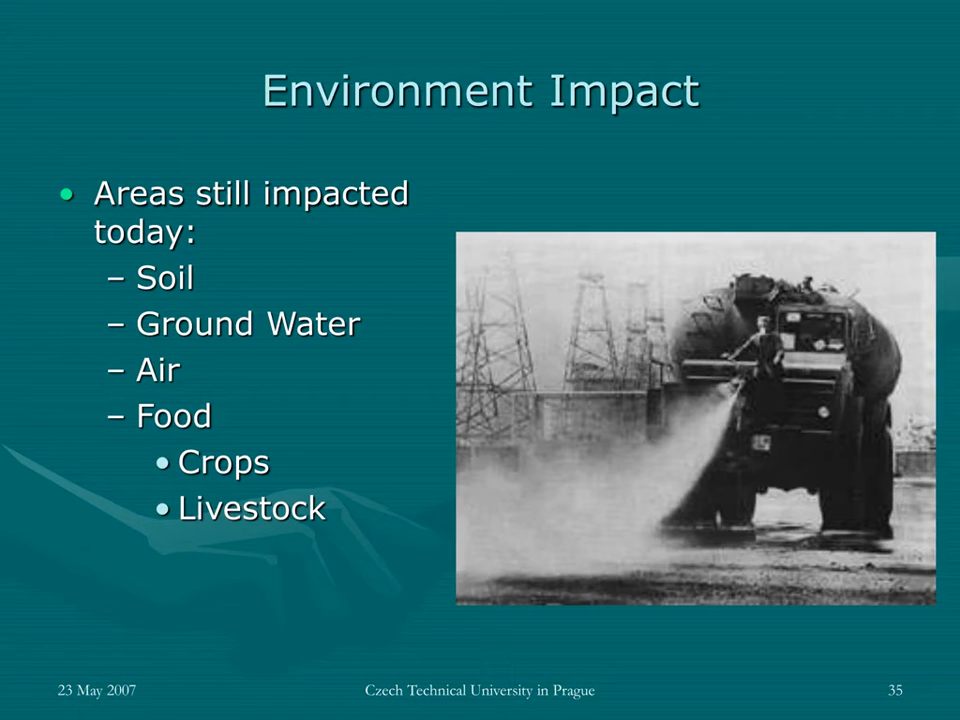 Environment Impact
• Areas still impacted
today:
– Soil
– Ground Water
– Air
– Food
• Crops
• Livestock
23 May 2007
Czech Technical University in Prague
35